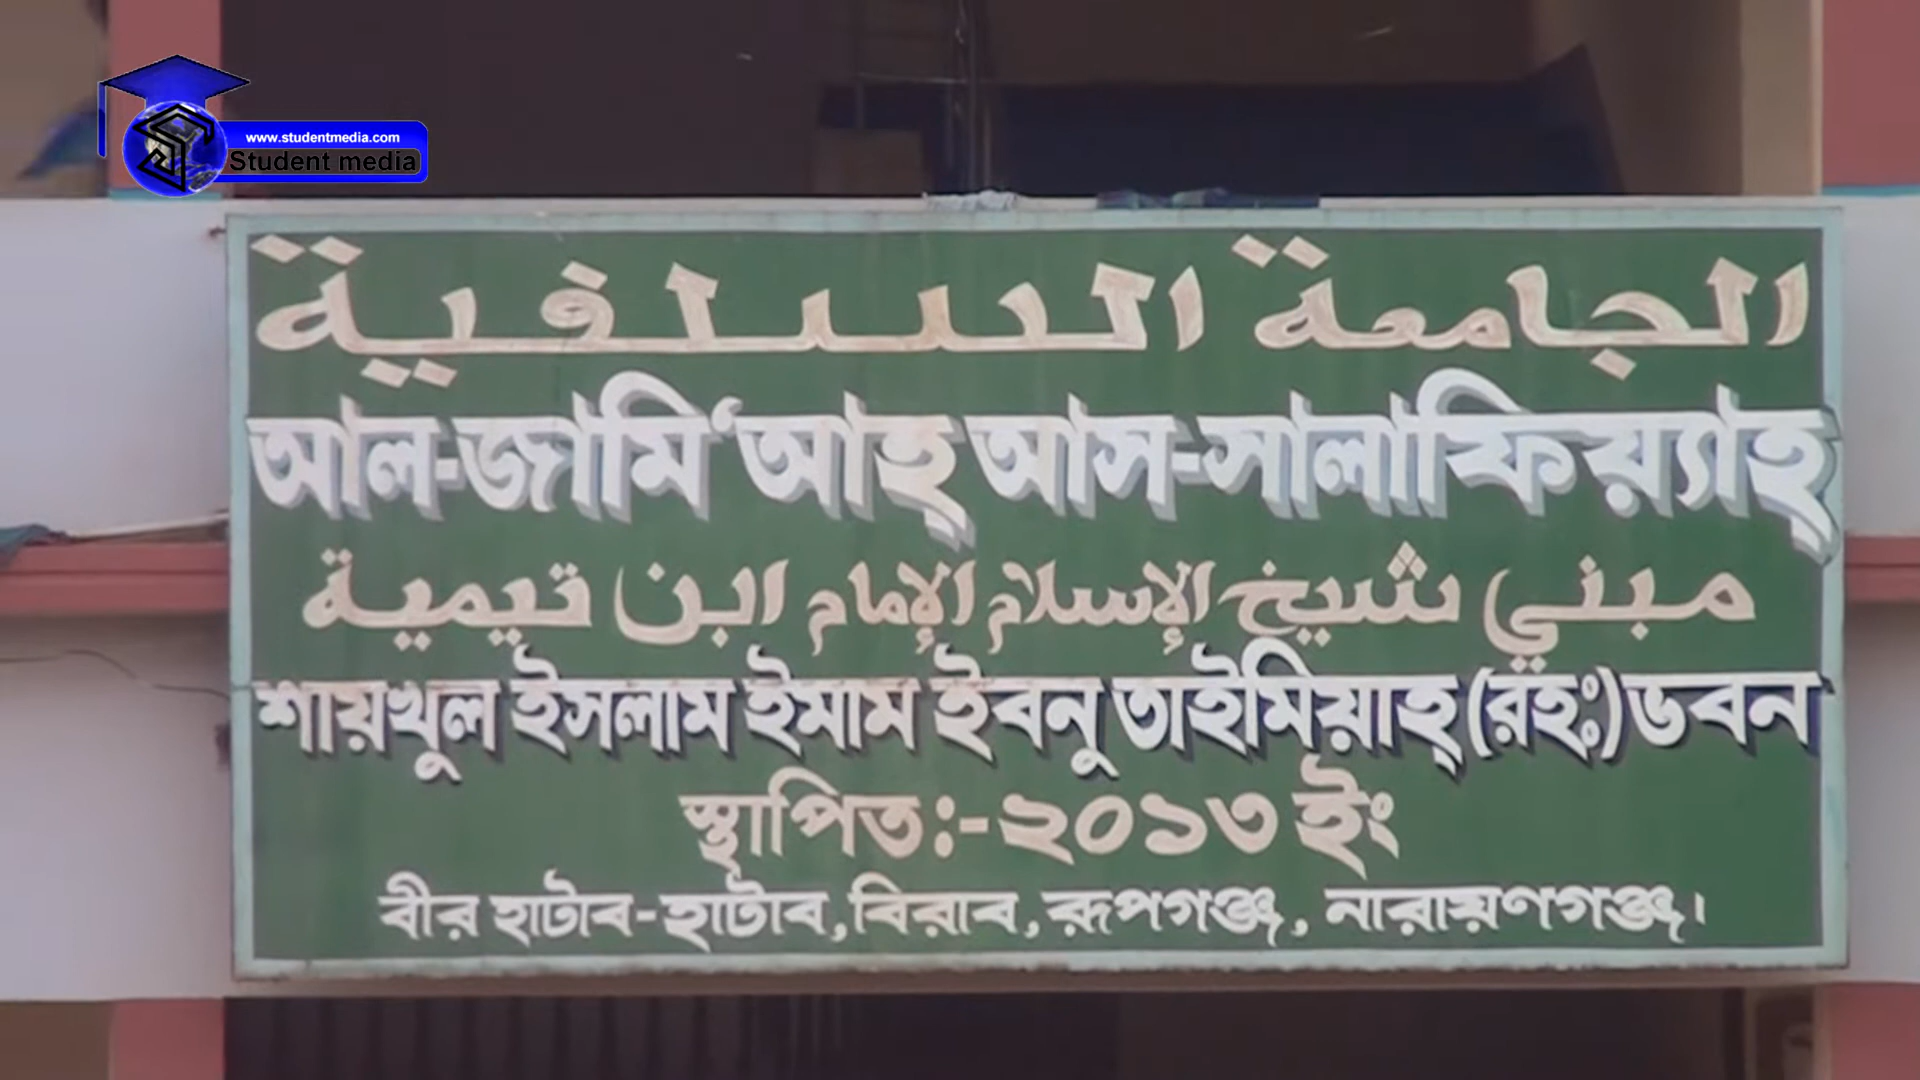 www.studentmedia.com
Student media
الجامعة السلفية
আল-জামি‘আহ্ আস-সালাফিয়্যাহ্
مبني شيخ الإسلام الإمام ابن تيمية
শায়খুল ইসলাম ইমাম ইবনু তাইমিয়াহ্ (রহঃ) ভবন
স্থাপিত :- ২০১৩ ইং
বীর হাটাব-হাটাব, বিরাব, রূপগঞ্জ, নারায়ণগঞ্জ।